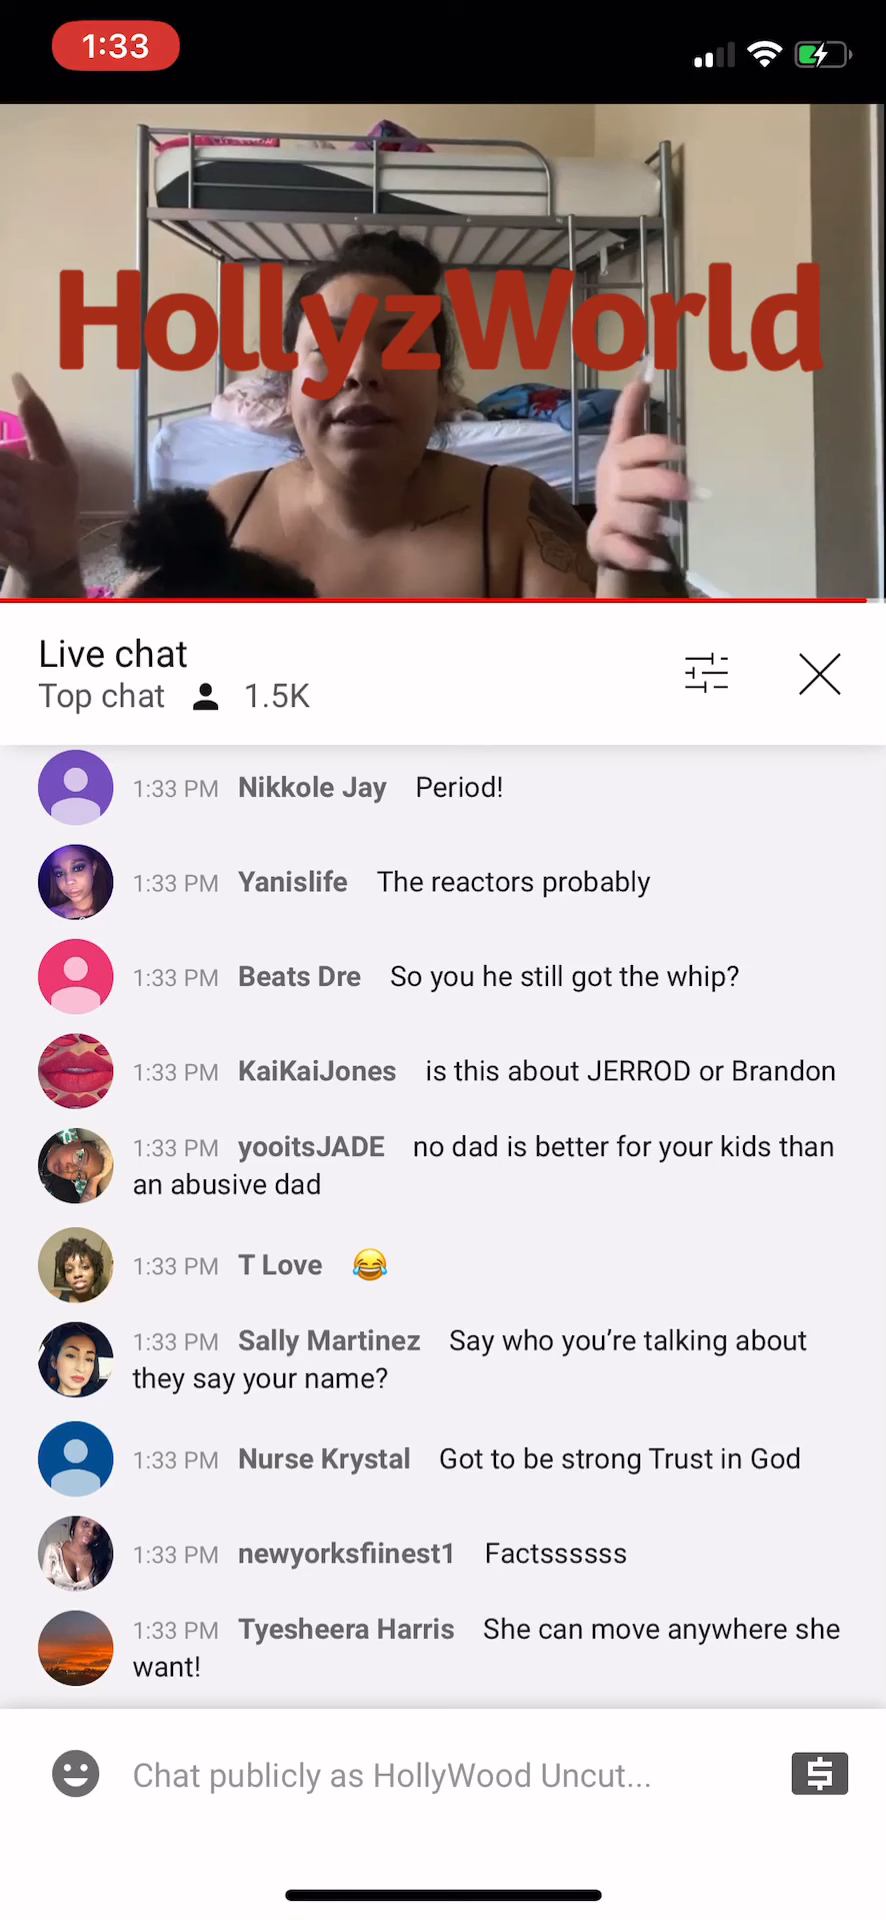 1:33
HollyzWorld
Live chat
Top chat 1.5K
1:33 PM Nikkole Jay Period!
1:33 PM Yanislife The reactors probably
1:33 PM Beats Dre So you he still got the whip?
1:33 PM KaiKaiJones is this about JERROD or Brandon
1:33 PM yooitsJADE no dad is better for your kids than
an abusive dad
1:33 PM T Love 😂
1:33 PM Sally Martinez Say who you’re talking about
they say your name?
1:33 PM Nurse Krystal Got to be strong Trust in God
1:33 PM newyorksfiinest1 Factssssss
1:33 PM Tyesheera Harris She can move anywhere she
want!
Chat publicly as HollyWood Uncut...
$